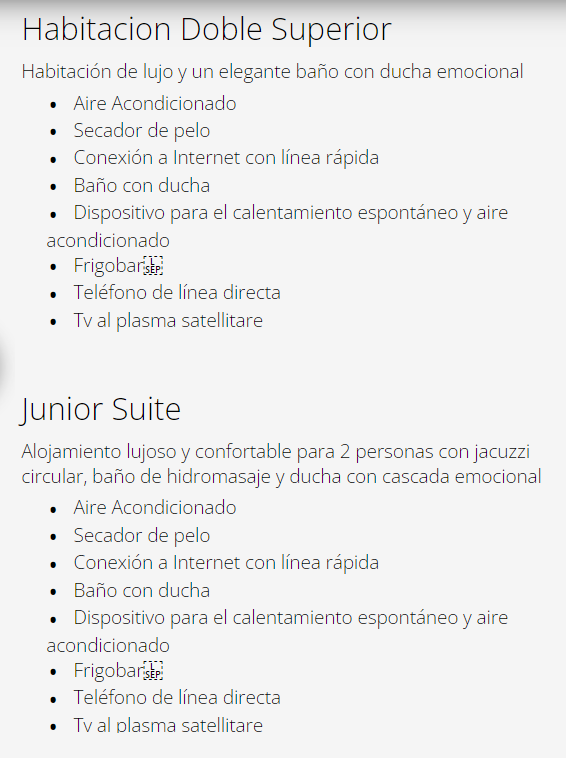 Habitacion Doble Superior
Habitación de lujo y un elegante baño con ducha emocional
• Aire Acondicionado
• Secador de pelo
• Conexión a Internet con línea rápida
• Baño con ducha
• Dispositivo para el calentamiento espontáneo y aire
acondicionado
• Frigobar
• Teléfono de línea directa
• Tv al plasma satellitare
Junior Suite
Alojamiento lujoso y confortable para 2 personas con jacuzzi
circular, baño de hidromasaje y ducha con cascada emocional
• Aire Acondicionado
• Secador de pelo
• Conexión a Internet con línea rápida
• Baño con ducha
• Dispositivo para el calentamiento espontáneo y aire
acondicionado
• Frigobar
• Teléfono de línea directa
• Tv al plasma satellitare